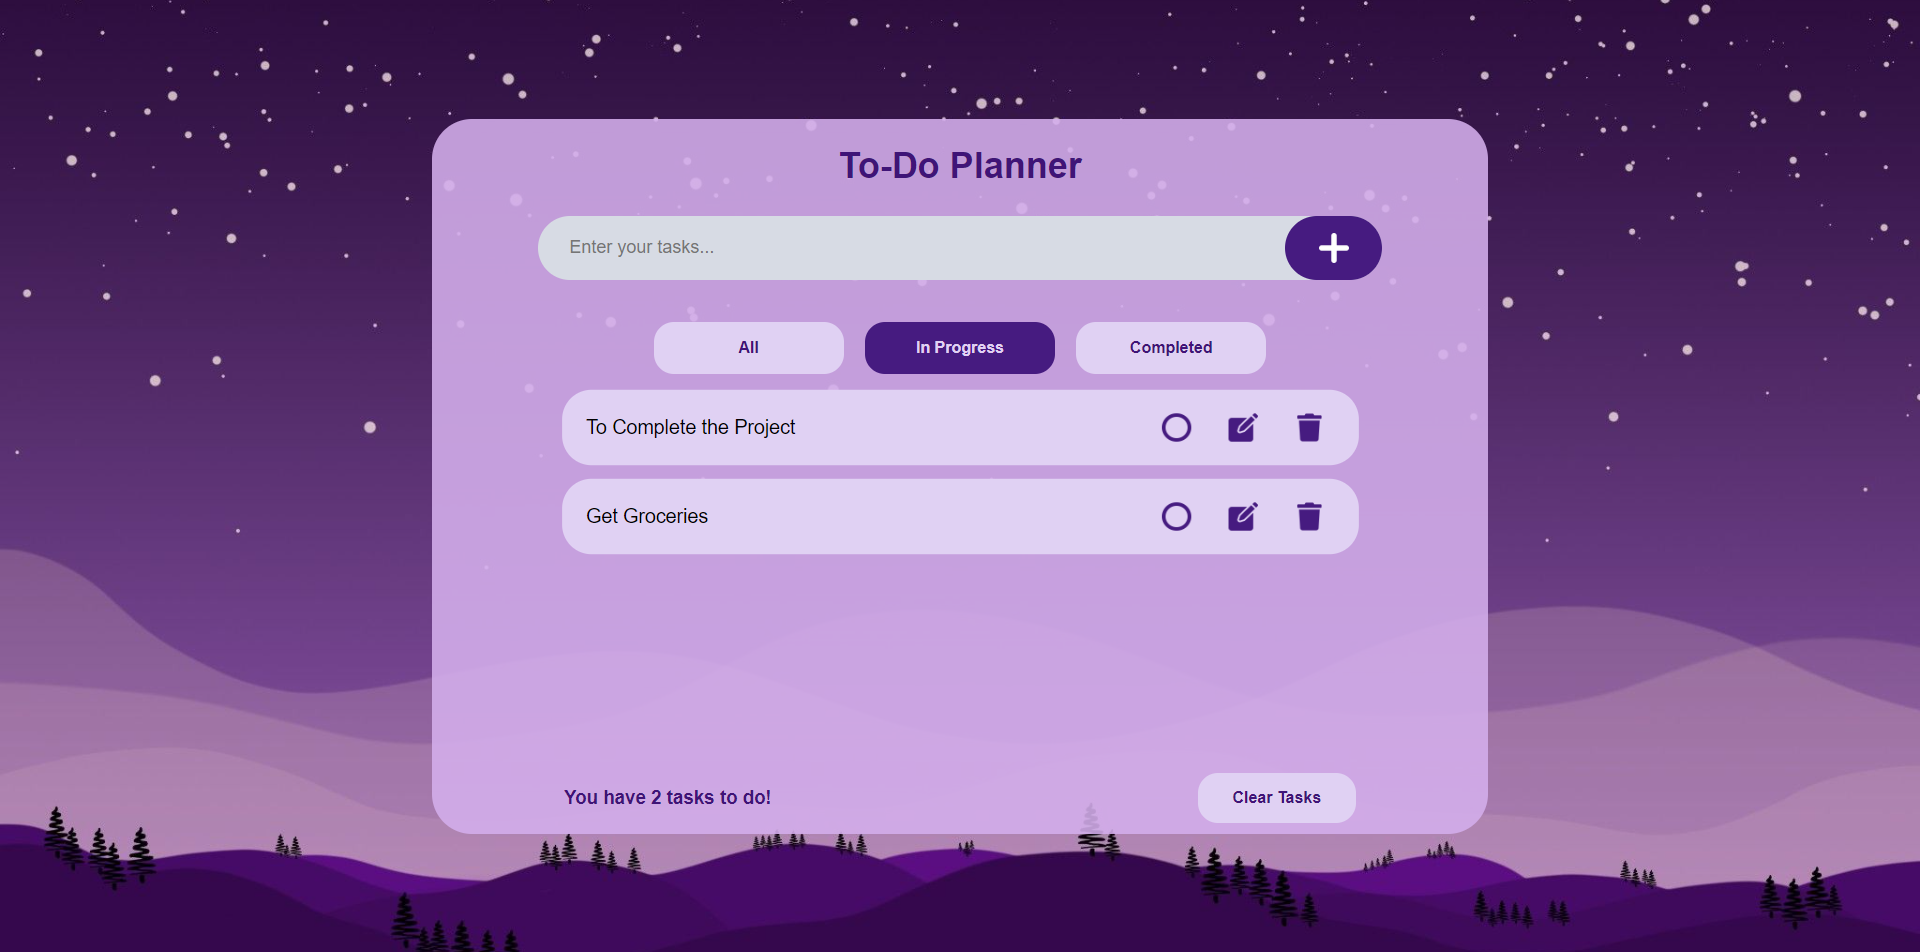 To-Do Planner
Enter your tasks...
All
In Progress
Completed
To Complete the Project
Get Groceries
You have 2 tasks to do!
Clear Tasks